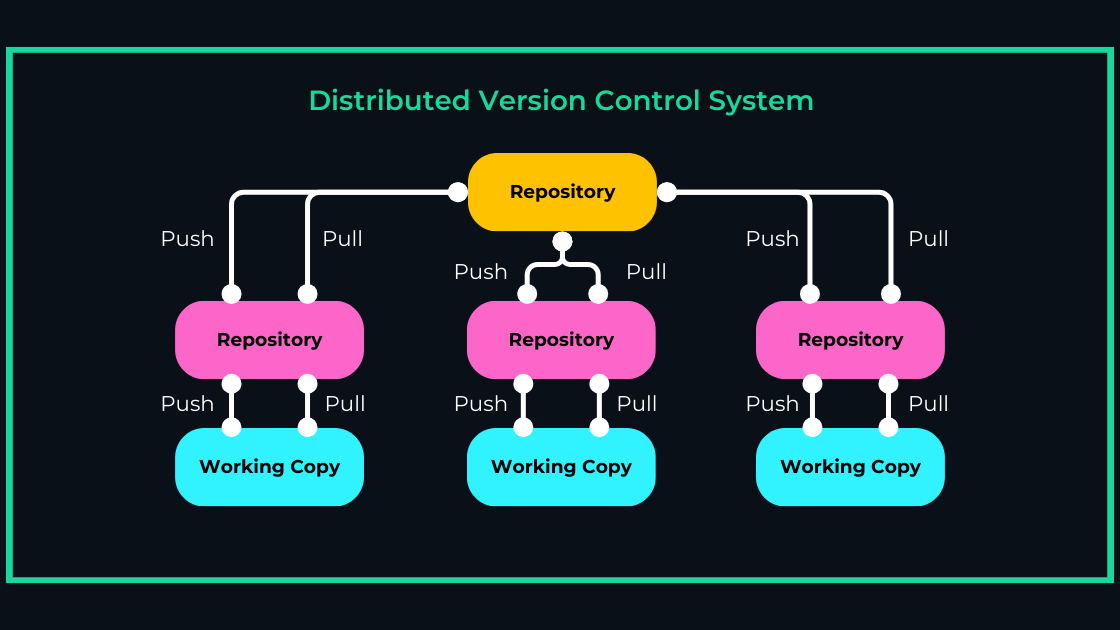 Distributed Version Control System
Repository
Push
Pull
Push
Pull
Push
Pull
Repository
Repository
Repository
Push
Pull
Push
Pull
Push
Pull
Working Copy
Working Copy
Working Copy